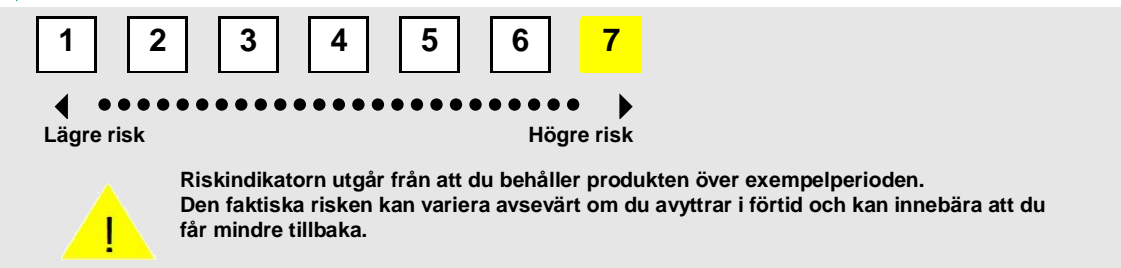 1 2 3 4 5 6 7
Lägre risk Högre risk
Riskindikatorn utgår från att du behåller produkten över exempelperioden.
Den faktiska risken kan variera avsevärt om du avyttrar i förtid och kan innebära att du
får mindre tillbaka.
!